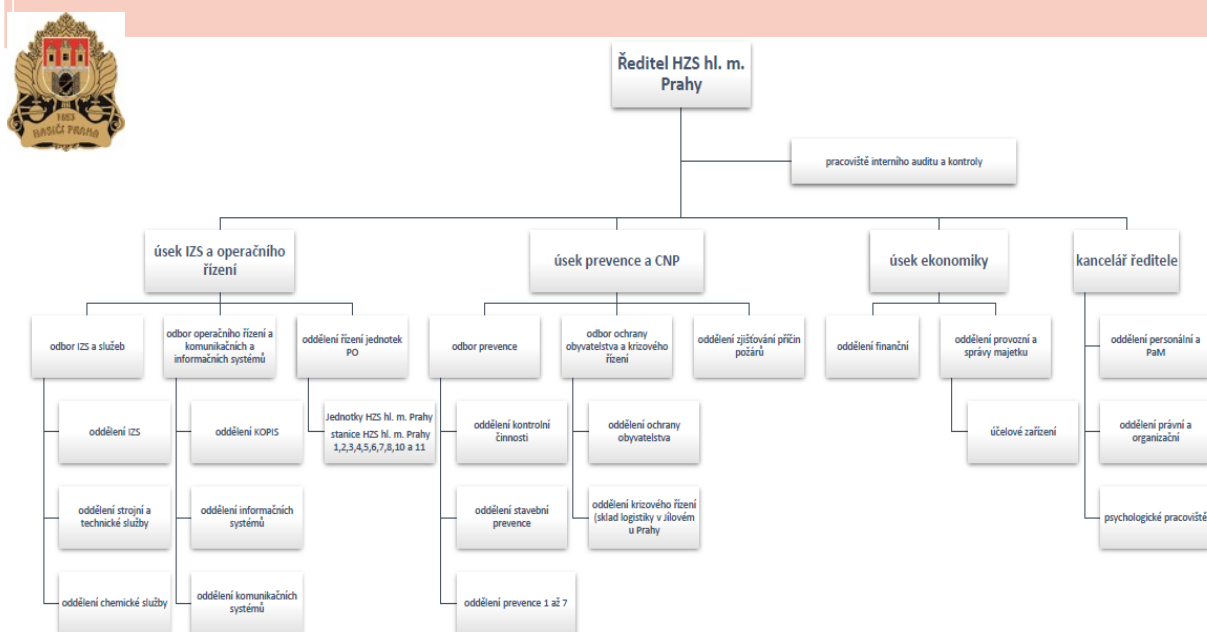 1853
HASIČI PRAHA
Ředitel HZS hl. m.
Prahy
pracoviště interního auditu a kontroly
úsek IZS a operačního
řízení
úsek prevence a CNP
úsek ekonomiky
kancelář ředitele
odbor IZS a služeb
odbor operačního řízení a
komunikačních a
informačních systémů
oddělení řízení jednotek
PO
odbor prevence
odbor ochrany
obyvatelstva a krizového
řízení
oddělení zjišťování příčin
požárů
oddělení finanční
oddělení provozní a
správy majetku
oddělení personální a
PaM
oddělení IZS
oddělení KOPIS
Jednotky HZS hl. m. Prahy
stanice HZS hl. m. Prahy
1,2,3,4,5,6,7,8,10 a 11
oddělení kontrolní
činnosti
oddělení ochrany
obyvatelstva
účelové zařízení
oddělení právní a
organizační
oddělení strojní a
technické služby
oddělení informačních
systémů
oddělení stavební
prevence
oddělení krizového řízení
(sklad logistiky v Jílovém
u Prahy
psychologické pracoviště
oddělení chemické služby
oddělení komunikačních
systémů
oddělení prevence 1 až 7